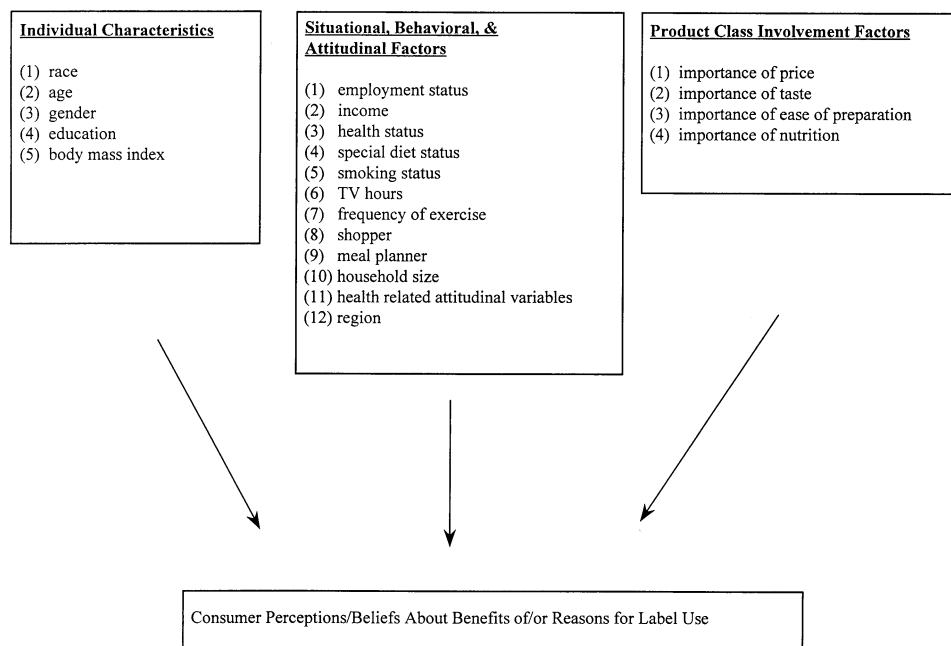 Individual Characteristics
(1) race
(2) age
(3) gender
(4) education
(5) body mass index
Situational, Behavioral, &
Attitudinal Factors
(1) employment status
(2) income
(3) health status
(4) special diet status
(5) smoking status
(6) TV hours
(7) frequency of exercise
(8) shopper
(9) meal planner
(10) household size
(11) health related attitudinal variables
(12) region
Product Class Involvement Factors
(1) importance of price
(2) importance of taste
(3) importance of ease of preparation
(4) importance of nutrition
Consumer Perceptions/Beliefs About Benefits of/or Reasons for Label Use